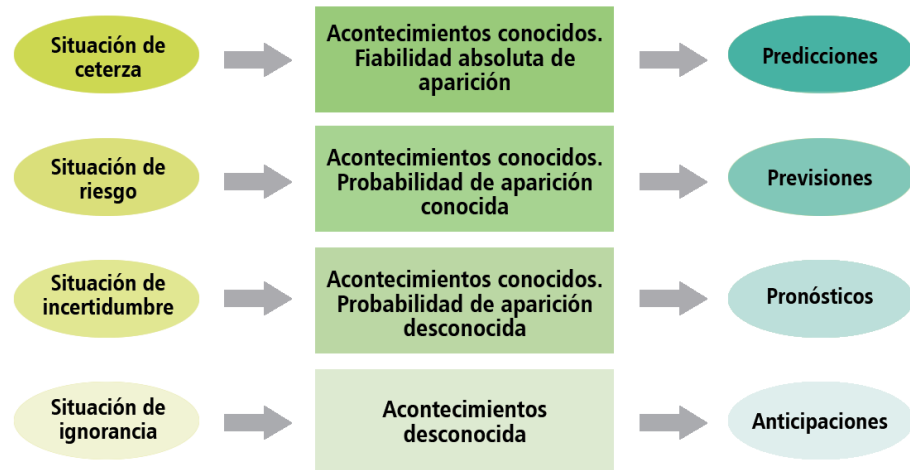 Situación de
ceterza
Acontecimientos conocidos.
Fiabilidad absoluta de
aparición
Predicciones
Situación de
riesgo
Acontecimientos conocidos.
Probabilidad de aparición
conocida
Previsiones
Situación de
incertidumbre
Acontecimientos conocidos.
Probabilidad de aparición
desconocida
Pronósticos
Situación de
ignorancia
Acontecimientos
desconocida
Anticipaciones